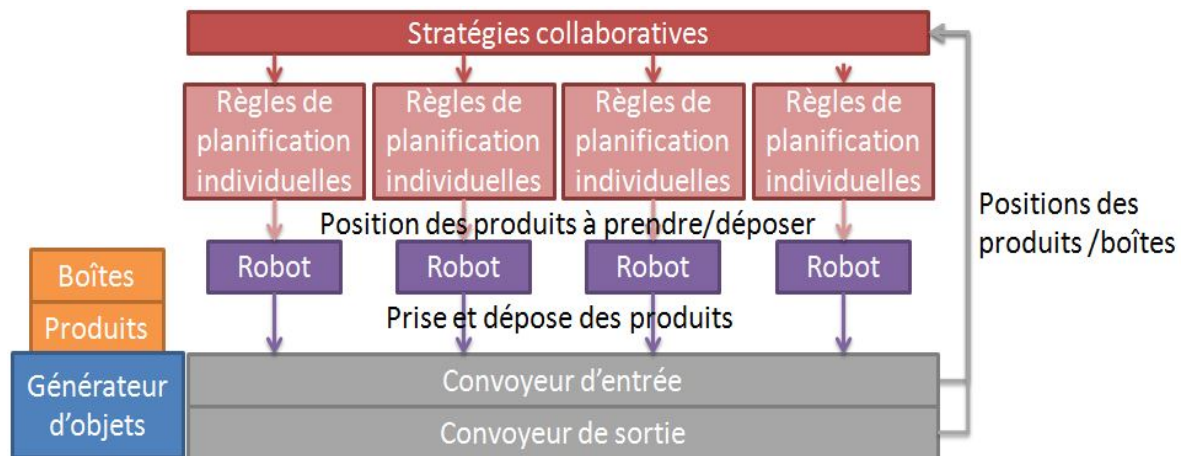 Stratégies collaboratives
Règles de
planification
individuelles
Règles de
planification
individuelles
Règles de
planification
individuelles
Règles de
planification
individuelles
Positions des
produits /boîtes
Position des produits à prendre/déposer
Robot
Robot
Robot
Robot
Boîtes
Produits
Prise et dépose des produits
Générateur
d'objets
Convoyeur d'entrée
Convoyeur de sortie